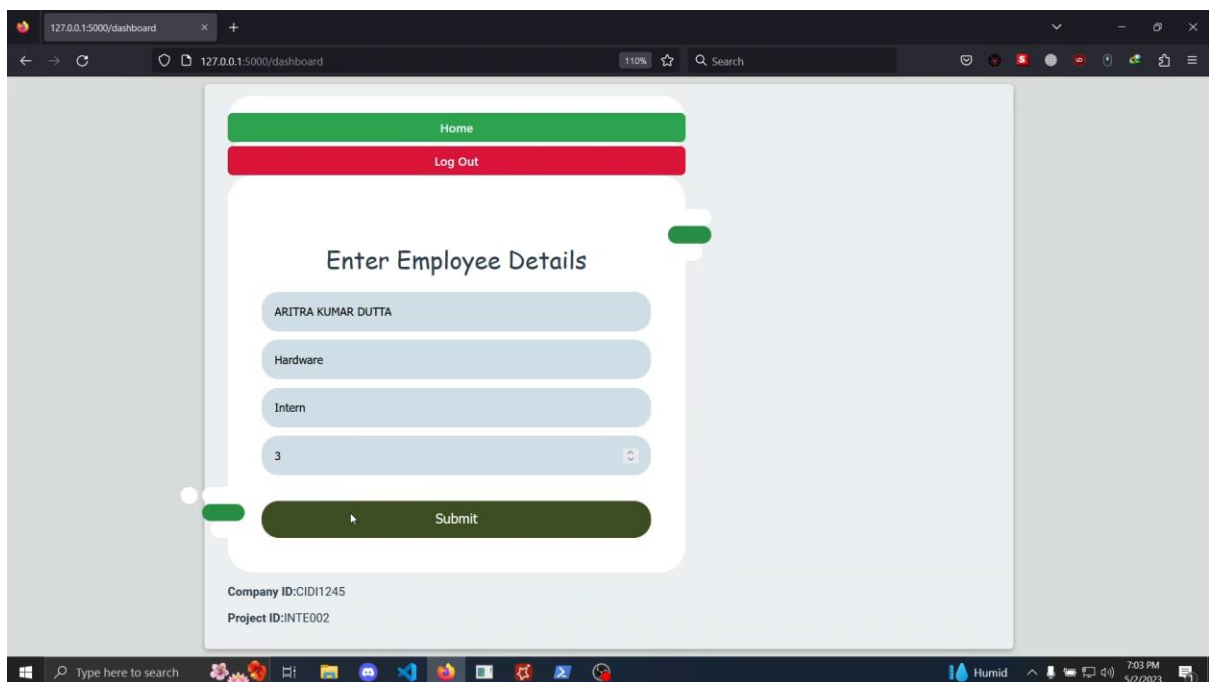 127.0.0.1:5000/dashboard
127.0.0.1:5000/dashboard 110% Search
Home
Log Out
Enter Employee Details
ARITRA KUMAR DUTTA
Hardware
Intern
3
Submit
Company ID:CIDI1245
Project ID:INTE002
Type here to search Humid 7:03 PM
5/2/2023